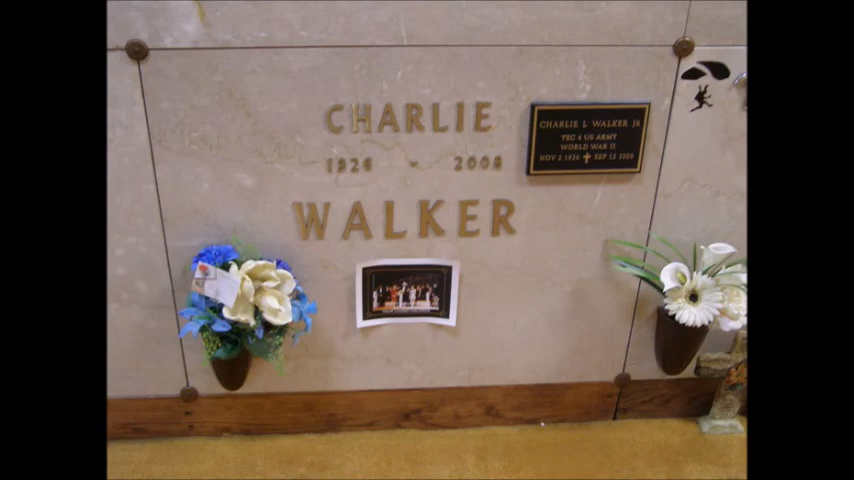 CHARLIE
1926 - 2008
WALKER
CHARLIE L WALKER JR
TEC 4 US ARMY
WORLD WAR II
NOV 2 1926 ✝ SEP 12 2008